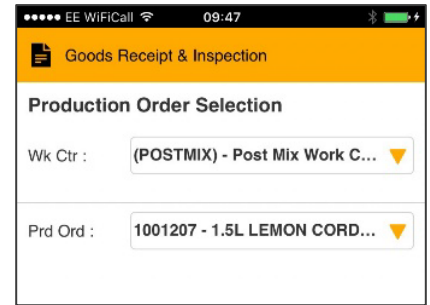 ●●●●● EE WiFiCall 09:47
Goods Receipt & Inspection
Production Order Selection
Wk Ctr : (POSTMIX) - Post Mix Work C...
Prd Ord : 1001207 - 1.5L LEMON CORD...